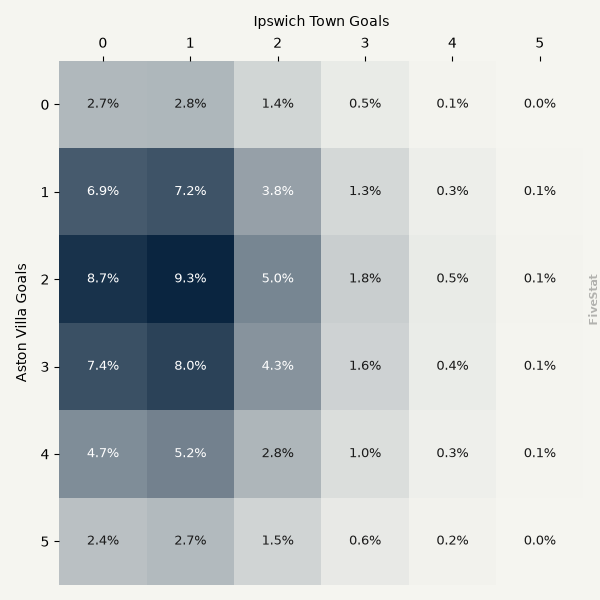 Ipswich Town Goals
0 1 2 3 4 5
0 2.7% 2.8% 1.4% 0.5% 0.1% 0.0%
1 6.9% 7.2% 3.8% 1.3% 0.3% 0.1%
2 8.7% 9.3% 5.0% 1.8% 0.5% 0.1%
3 7.4% 8.0% 4.3% 1.6% 0.4% 0.1%
4 4.7% 5.2% 2.8% 1.0% 0.3% 0.1%
5 2.4% 2.7% 1.5% 0.6% 0.2% 0.0%
Aston Villa Goals
FiveStat